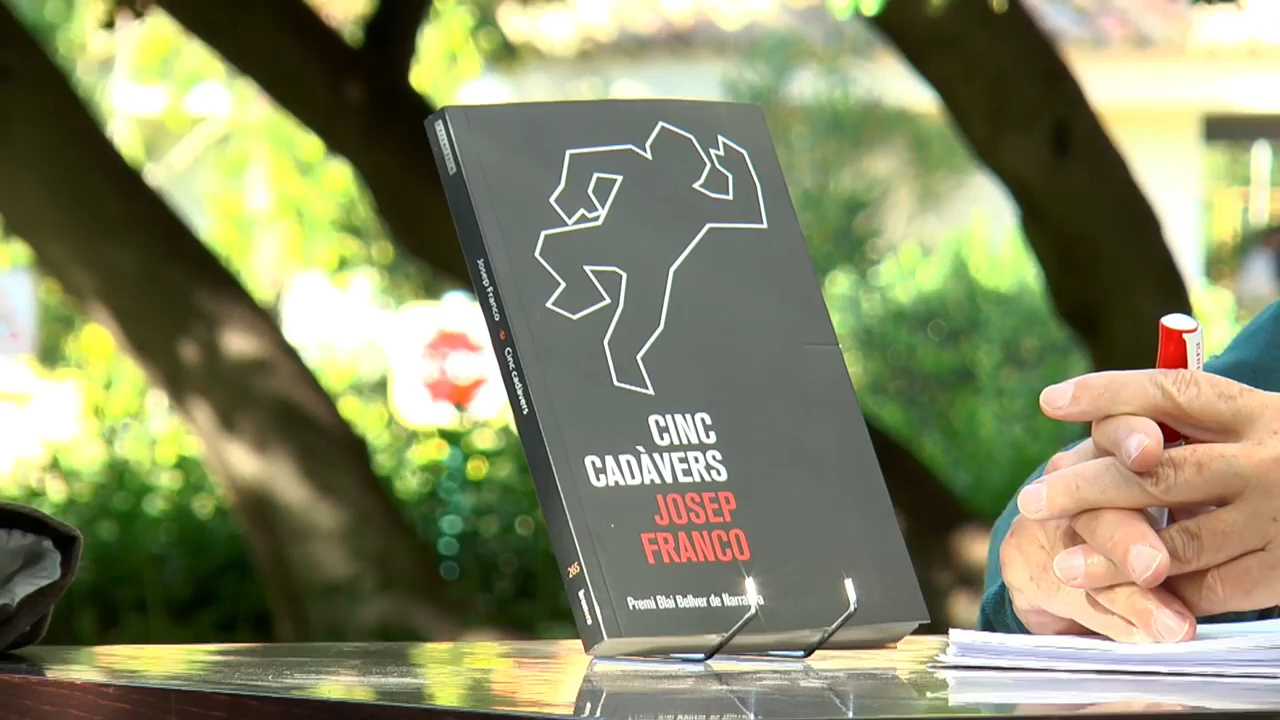 CINC
CADÀVERS
JOSEP
FRANCO
Premi Blai Bellver de Narrativa
Josep Franco
Cinc cadàvers
265